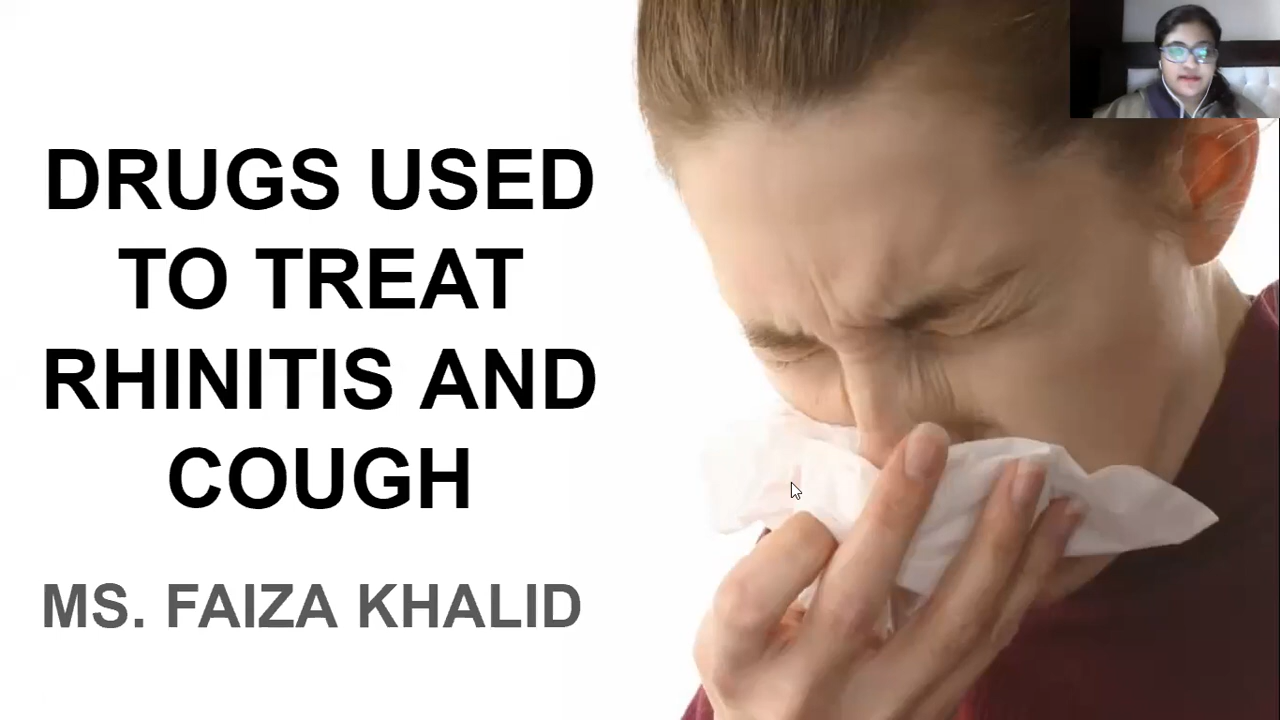 DRUGS USED
TO TREAT
RHINITIS AND
COUGH
MS. FAIZA KHALID